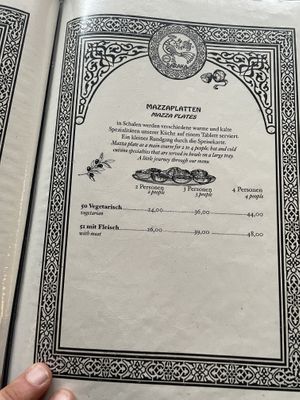 MAZZAPLATTEN
MAZZA PLATES
in Schalen werden verschiedene warme und kalte
Spezialitäten unserer Küche auf einem Tablett serviert.
Ein kleiner Rundgang durch die Speisekarte.
Mazza plate as a main course for 2 to 4 people; hot and cold
cuisine specialities that are served in bowls on a large tray.
A little journey through our menu
2 Personen 3 Personen 4 Personen
2 people 3 people 4 people
50 Vegetarisch 24,00 36,00 44,00
vegetarian
51 mit Fleisch 26,00 39,00 48,00
with meat